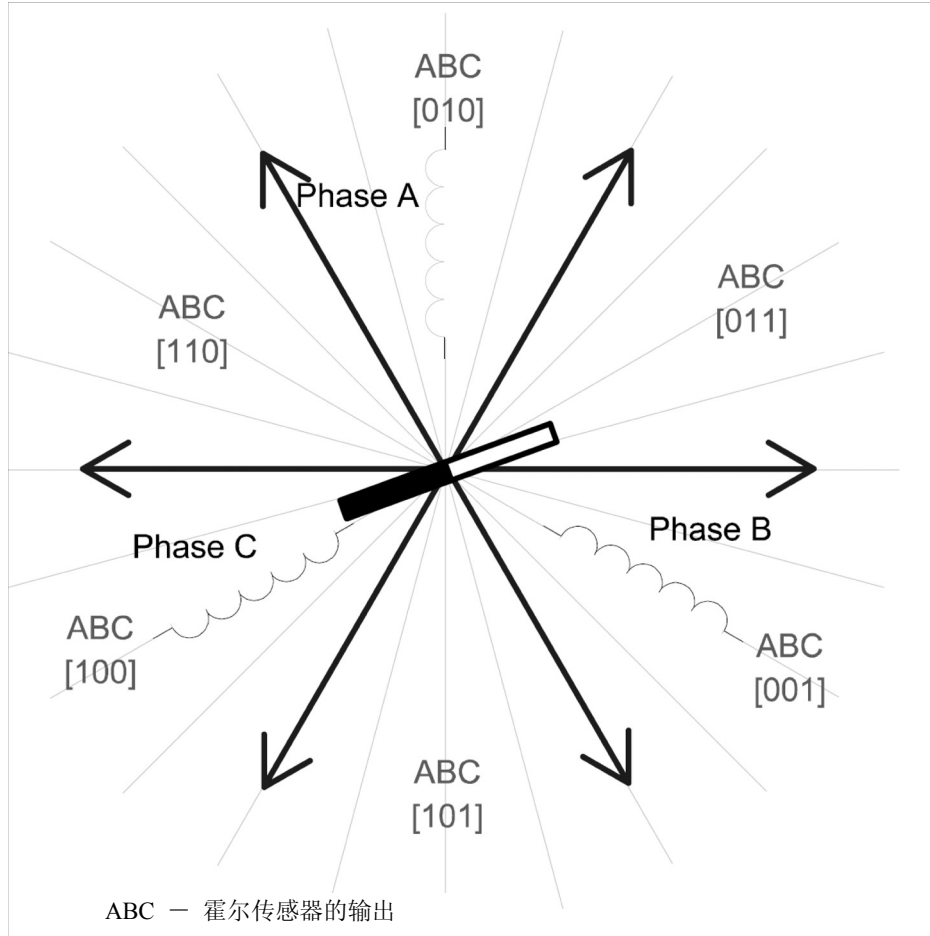 ABC
[010]
Phase A
ABC
[011]
ABC
[110]
Phase B
Phase C
ABC
[100]
ABC
[001]
ABC
[101]
ABC － 霍尔传感器的输出